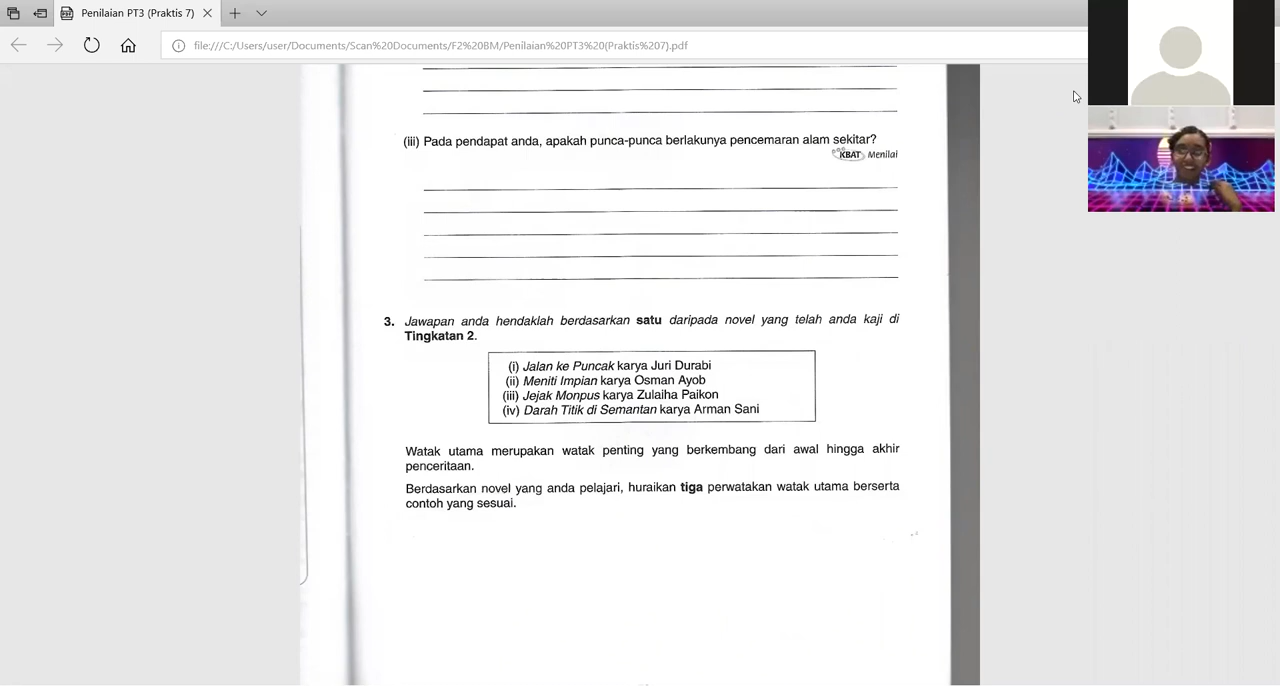 Penilaian PT3 (Praktis 7)
file:///C:/Users/user/Documents/Scan%20Documents/F2%20BM/Penilaian%20PT3%20(Praktis%207).pdf
(iii) Pada pendapat anda, apakah punca-punca berlakunya pencemaran alam sekitar?
KBAT Menilai
3. Jawapan anda hendaklah berdasarkan satu daripada novel yang telah anda kaji di
Tingkatan 2.
(i) Jalan ke Puncak karya Juri Durabi
(ii) Meniti Impian karya Osman Ayob
(iii) Jejak Monpus karya Zulaiha Paikon
(iv) Darah Titik di Semantan karya Arman Sani
Watak utama merupakan watak penting yang berkembang dari awal hingga akhir
penceritaan.
Berdasarkan novel yang anda pelajari, huraikan tiga perwatakan watak utama berserta
contoh yang sesuai.